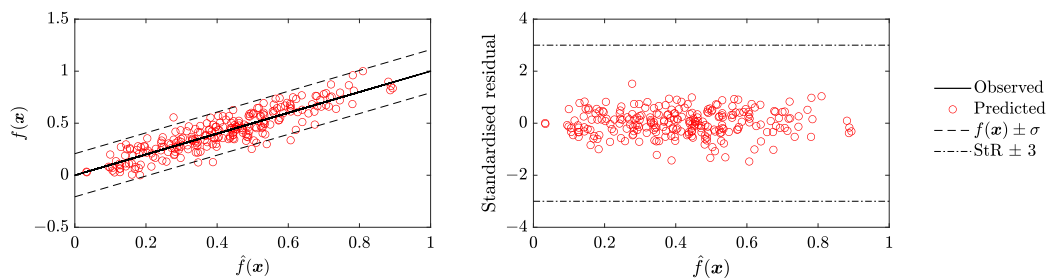 1.5
1
0.5
0
−0.5
f(x)
0 0.2 0.4 0.6 0.8 1
f̂(x)
4
2
0
−2
−4
Standardised residual
0 0.2 0.4 0.6 0.8 1
f̂(x)
Observed
Predicted
f(x) ± σ
StR ± 3